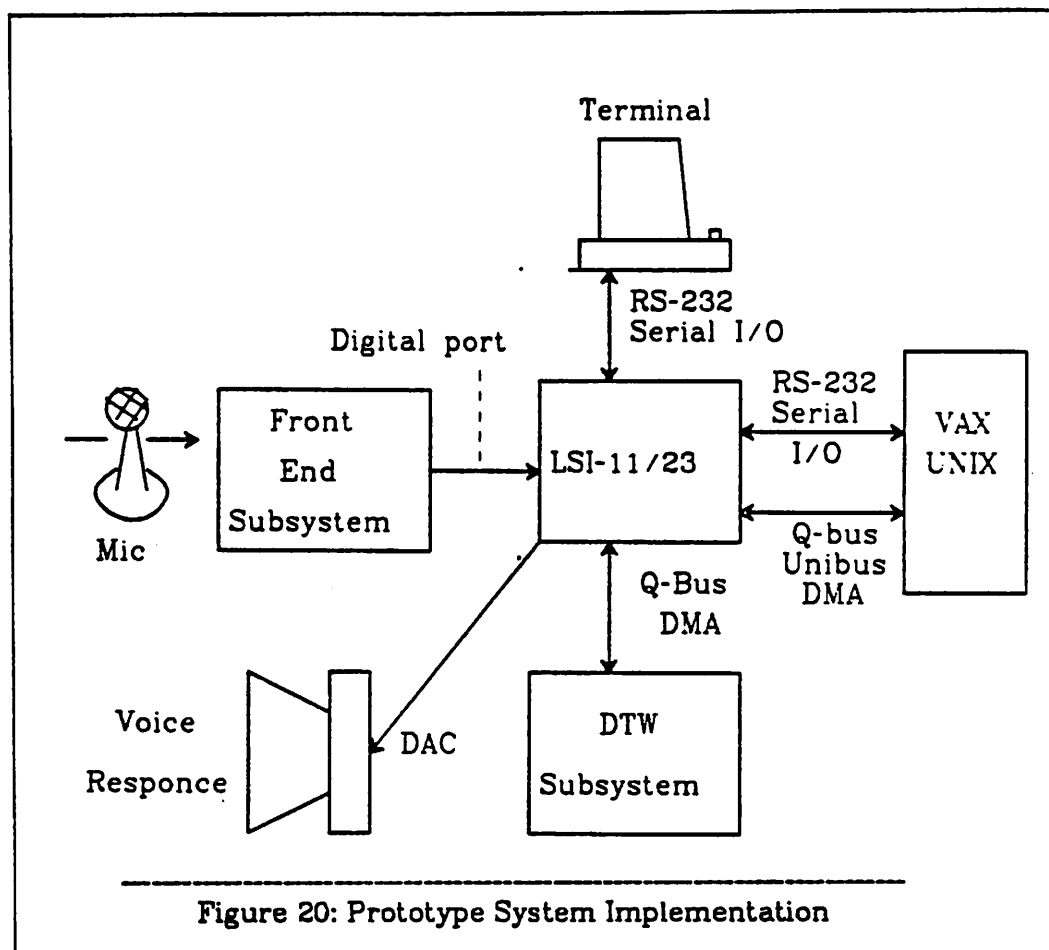 Terminal
RS-232
Serial I/O
Digital port
Front
End
Subsystem
Mic
LSI-11/23
RS-232
Serial
I/O
VAX
UNIX
Q-bus
Unibus
DMA
Q-Bus
DMA
Voice
Responce
DAC
DTW
Subsystem
Figure 20: Prototype System Implementation